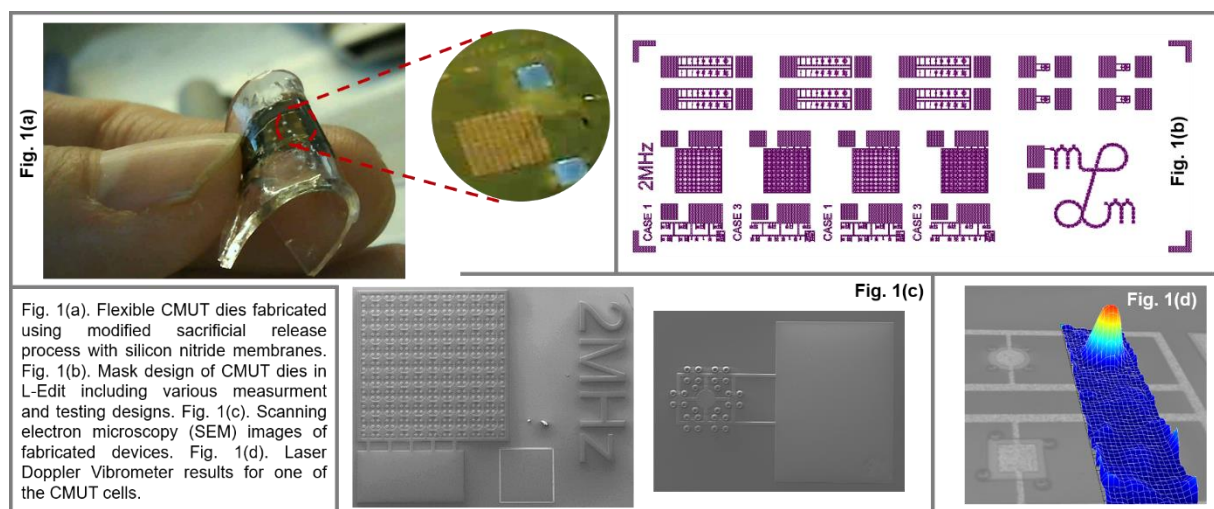 Fig. 1(a)
2MHz
CASE 1
CASE 3
CASE 1
CASE 3
Fig. 1(b)
Fig. 1(a). Flexible CMUT dies fabricated
using modified sacrificial release
process with silicon nitride membranes.
Fig. 1(b). Mask design of CMUT dies in
L-Edit including various measurment
and testing designs. Fig. 1(c). Scanning
electron microscopy (SEM) images of
fabricated devices. Fig. 1(d). Laser
Doppler Vibrometer results for one of
the CMUT cells.
2MHz
Fig. 1(c)
Fig. 1(d)